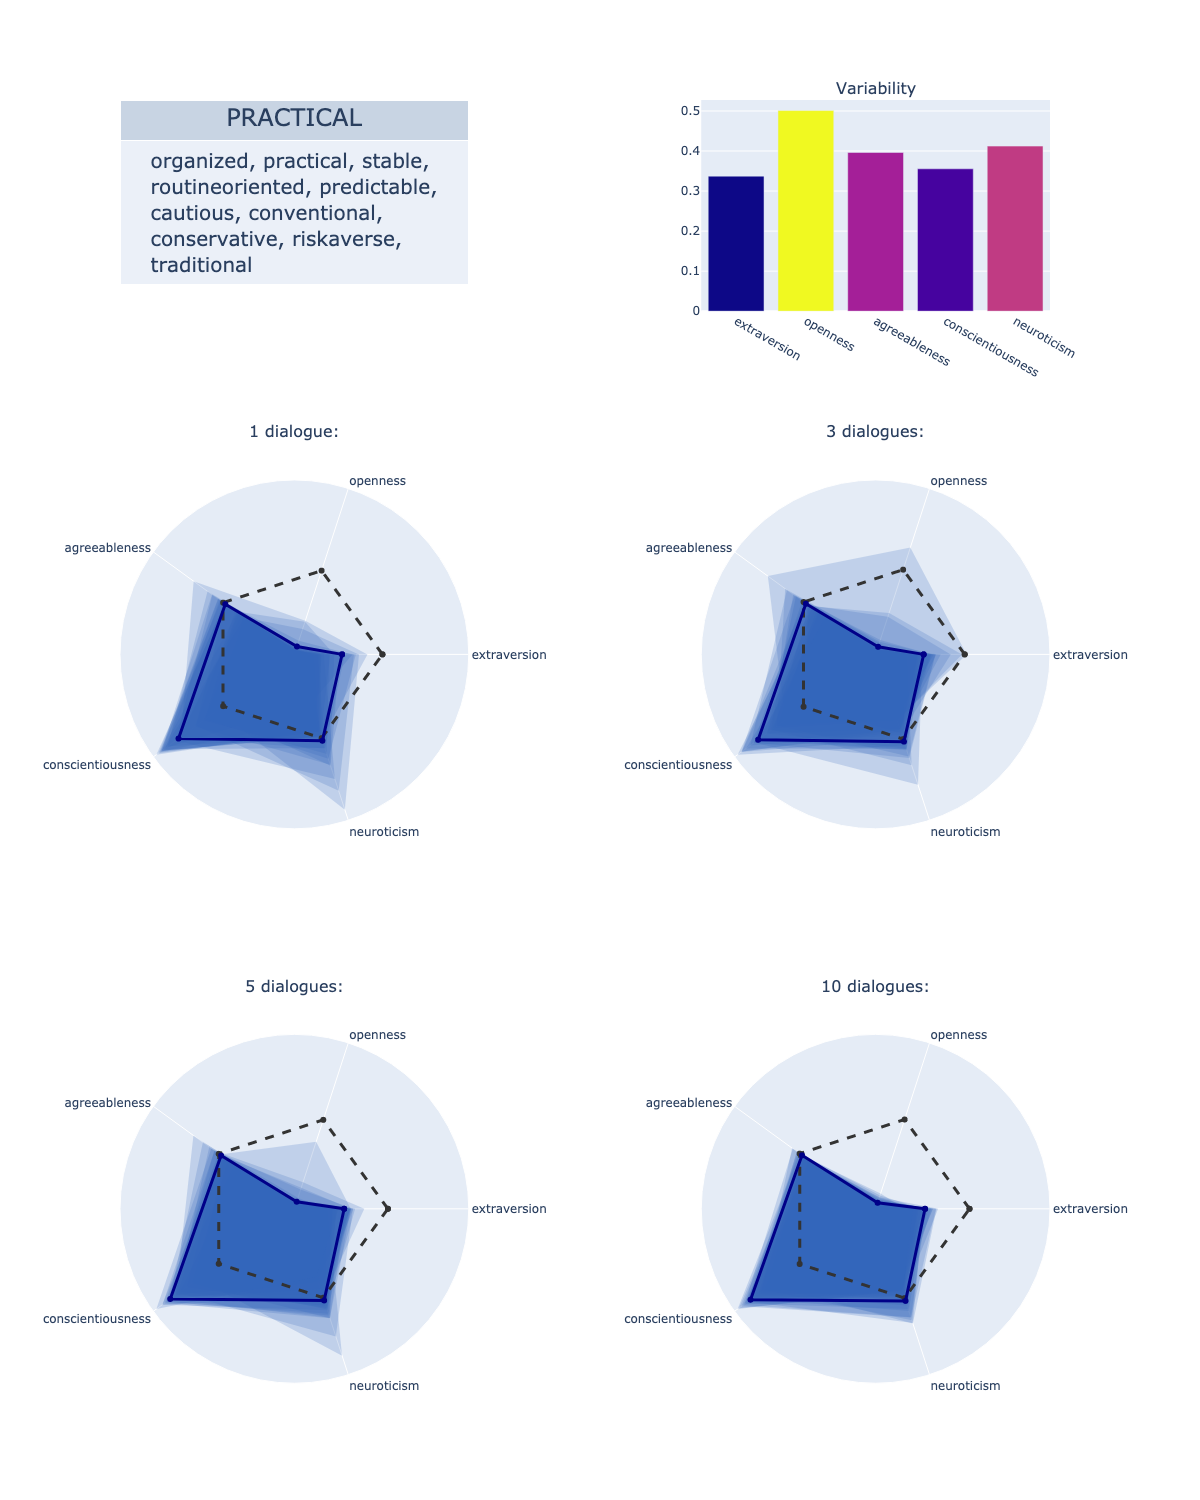 PRACTICAL
organized, practical, stable,
routineoriented, predictable,
cautious, conventional,
conservative, riskaverse,
traditional
Variability
0.5
0.4
0.3
0.2
0.1
0
extraversion
openness
agreeableness
conscientiousness
neuroticism
1 dialogue:
openness
agreeableness
extraversion
conscientiousness
neuroticism
3 dialogues:
openness
agreeableness
extraversion
conscientiousness
neuroticism
5 dialogues:
openness
agreeableness
extraversion
conscientiousness
neuroticism
10 dialogues:
openness
agreeableness
extraversion
conscientiousness
neuroticism